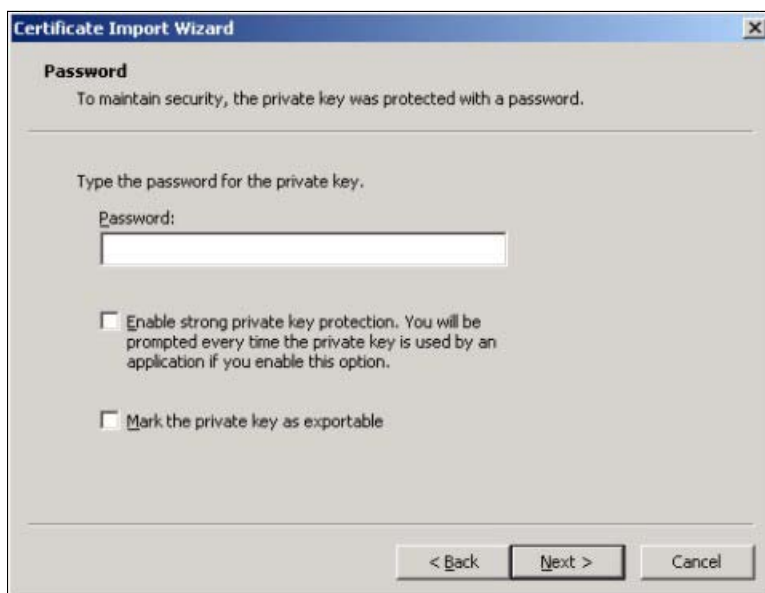 Certificate Import Wizard
Password
To maintain security, the private key was protected with a password.
Type the password for the private key.
Password:
Enable strong private key protection. You will
be prompted every time the private key is used by an
application if you enable this option.
Mark the private key as exportable
< Back
Next >
Cancel